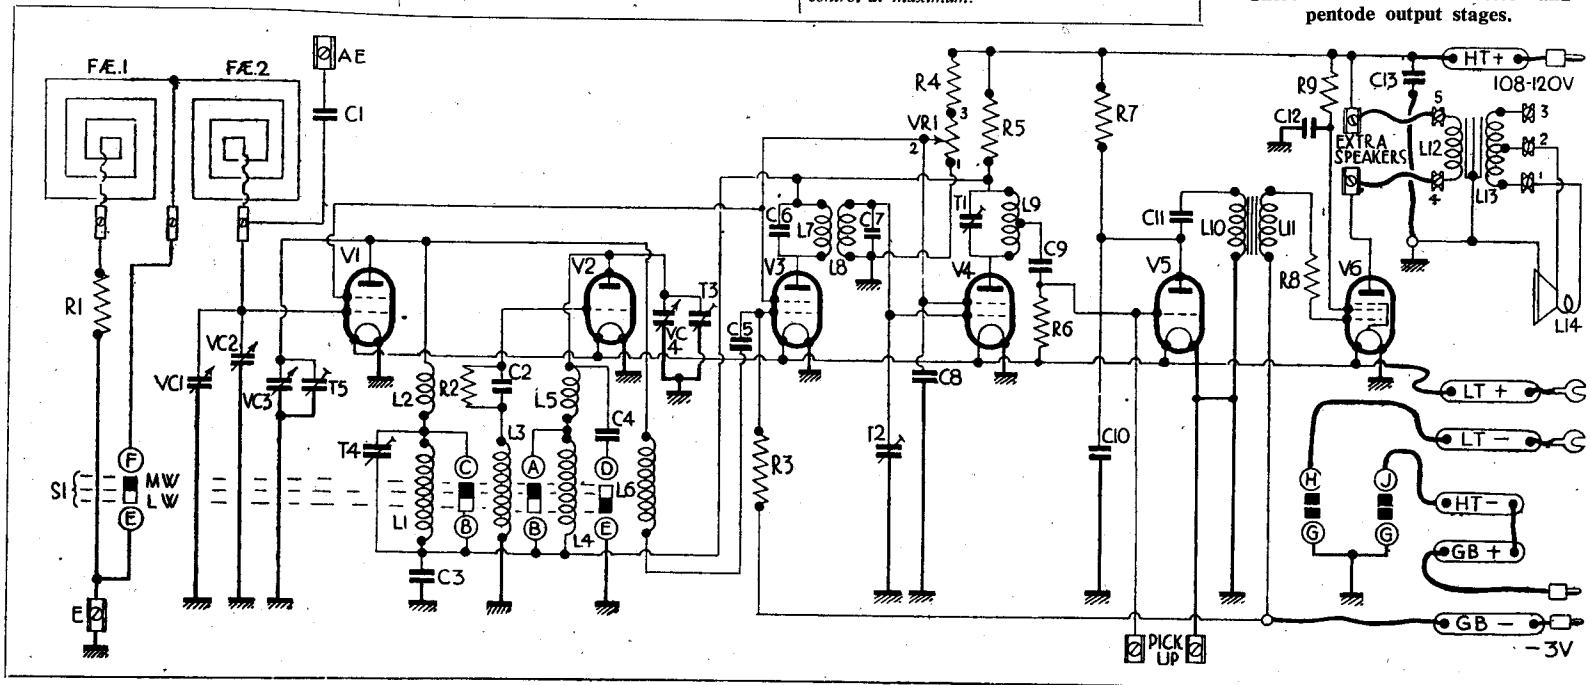 pentode output stages.
FÆ.1
FÆ.2
AE
C1
R4
3
VR1
2
1
R5
R7
R9
C12
EXTRA
SPEAKERS
C13
5
4
L12
L13
3
2
1
HT+
108-120V
C6
L7
L8
C7
T1
L9
C9
C11
L10
L11
R8
V1
V2
V3
V4
V5
V6
L14
R1
VC1
VC2
VC3
T5
VC
4
T3
C5
R6
L2
R2
C2
L5
C4
C8
LT +
T4
L3
L1
L4
L6
C
B
A
B
D
E
R3
T2
C10
LT -
S1
F
MW
LW
E
H
G
J
G
HT-
GB +
C3
E
PICK
UP
GB -
-3V